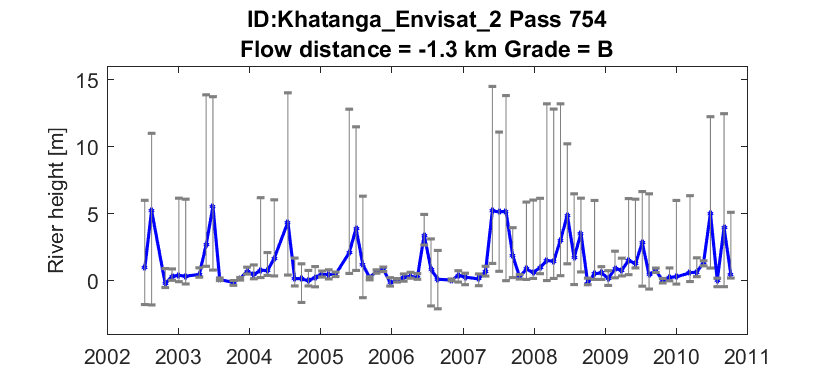 ID:Khatanga_Envisat_2 Pass 754
Flow distance = -1.3 km Grade = B
River height [m]
15
10
5
0
2002 2003 2004 2005 2006 2007 2008 2009 2010 2011